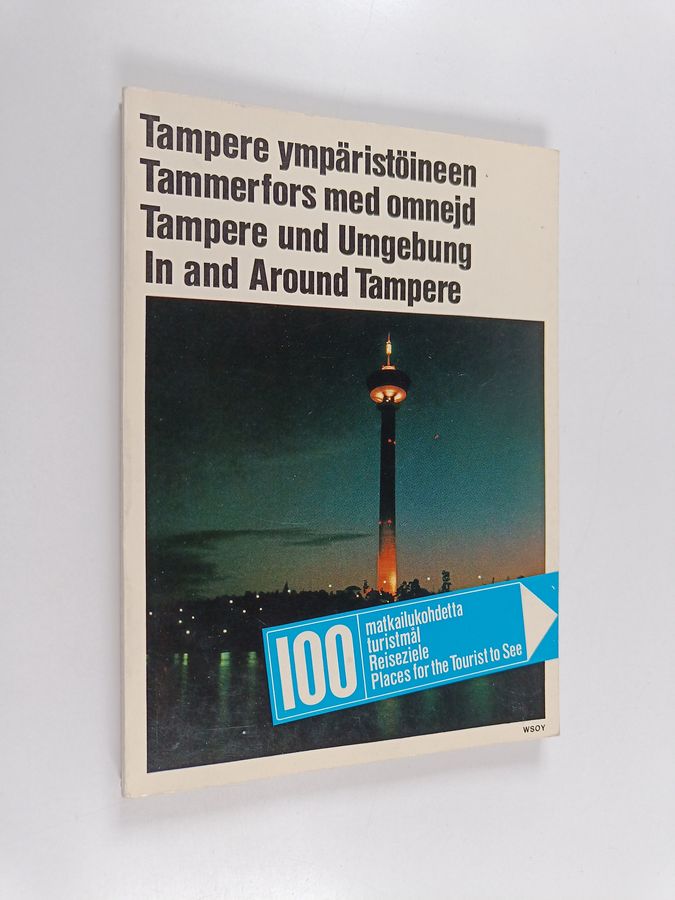 Tampere ympäristöineen
Tammerfors med omnejd
Tampere und Umgebung
In and Around Tampere
100
matkailukohdetta
turistmål
Reiseziele
Places for the Tourist to See
WSOY